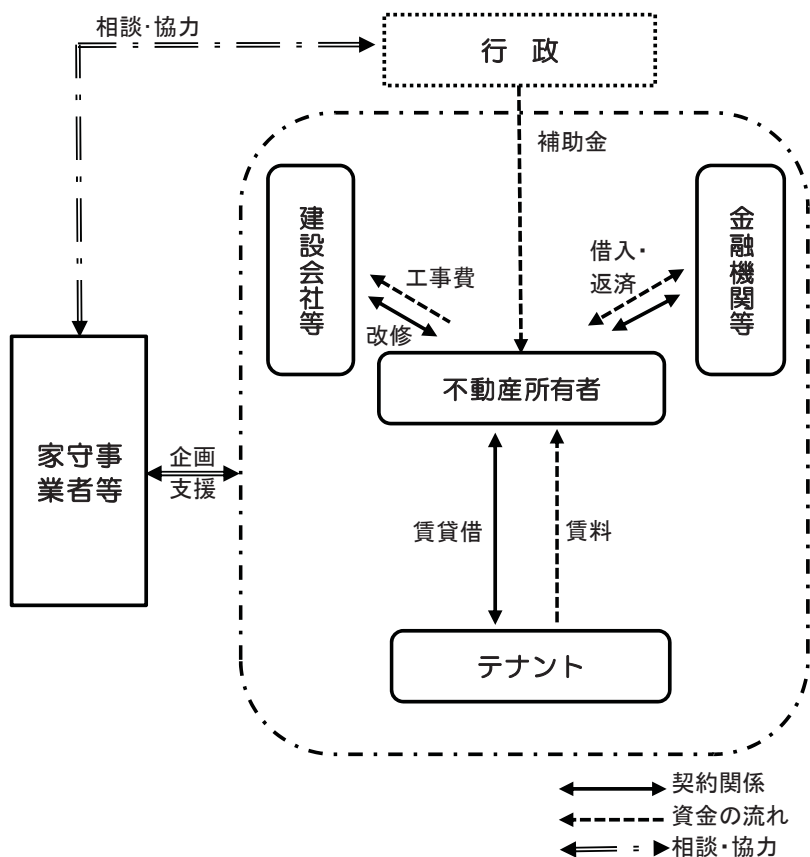 相談・協力
行 政
補助金
建設会社等
金融機関等
工事費
改修
借入・
返済
不動産所有者
家守事
業者等
企画
支援
賃貸借
賃料
テナント
契約関係
資金の流れ
相談・協力